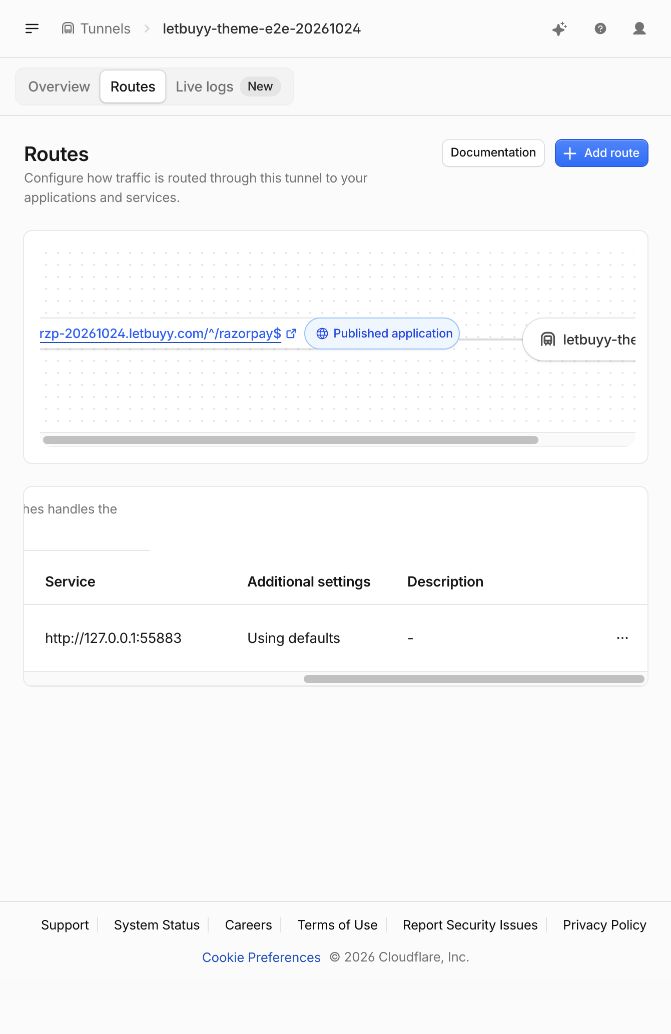 Tunnels letbuyy-theme-e2e-20261024
Overview Routes Live logs New
Routes
Documentation + Add route
Configure how traffic is routed through this tunnel to your
applications and services.
rzp-20261024.letbuyy.com/^/razorpay$ Published application letbuyy-the
hes handles the
Service Additional settings Description
http://127.0.0.1:55883 Using defaults - ...
Support System Status Careers Terms of Use Report Security Issues Privacy Policy
Cookie Preferences © 2026 Cloudflare, Inc.